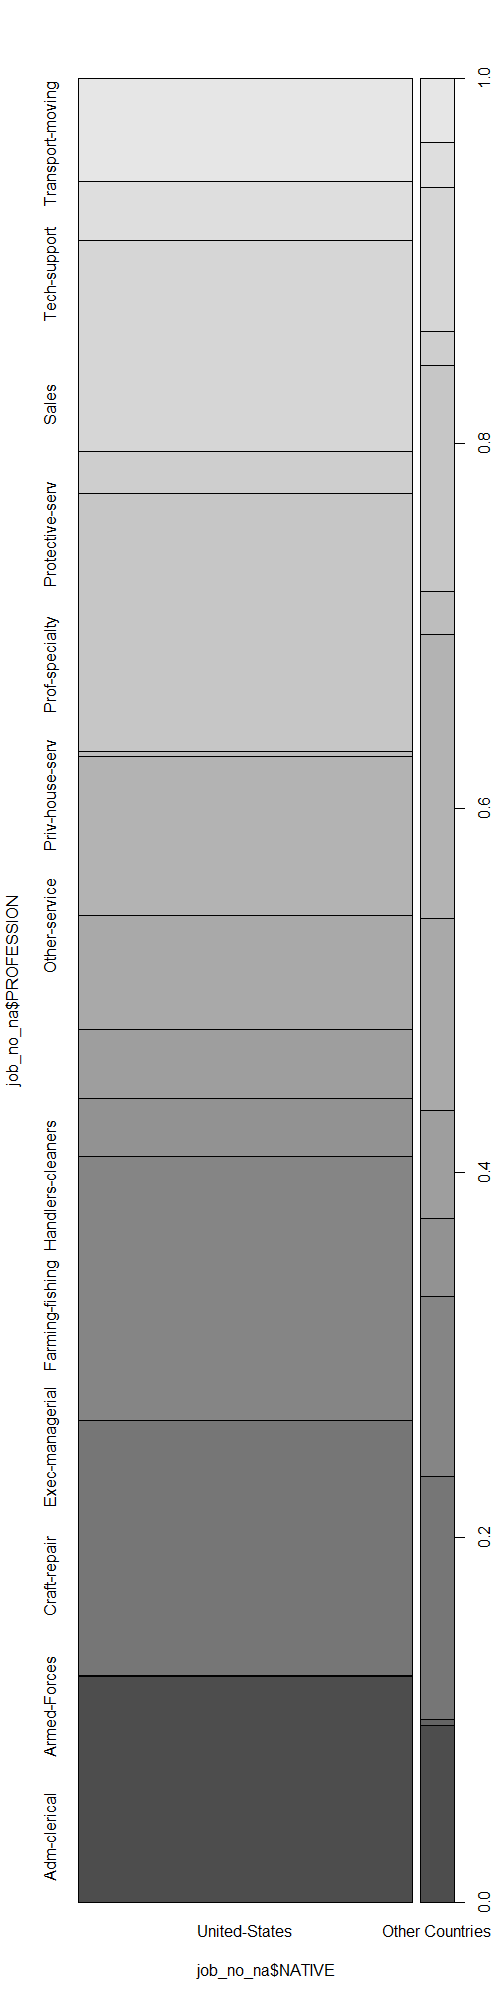 Transport-moving
Tech-support
Sales
Protective-serv
Prof-specialty
Priv-house-serv
Other-service
Handlers-cleaners
Farming-fishing
Exec-managerial
Craft-repair
Armed-Forces
Adm-clerical
job_no_na$PROFESSION
1.0
0.8
0.6
0.4
0.2
0.0
United-States
Other Countries
job_no_na$NATIVE